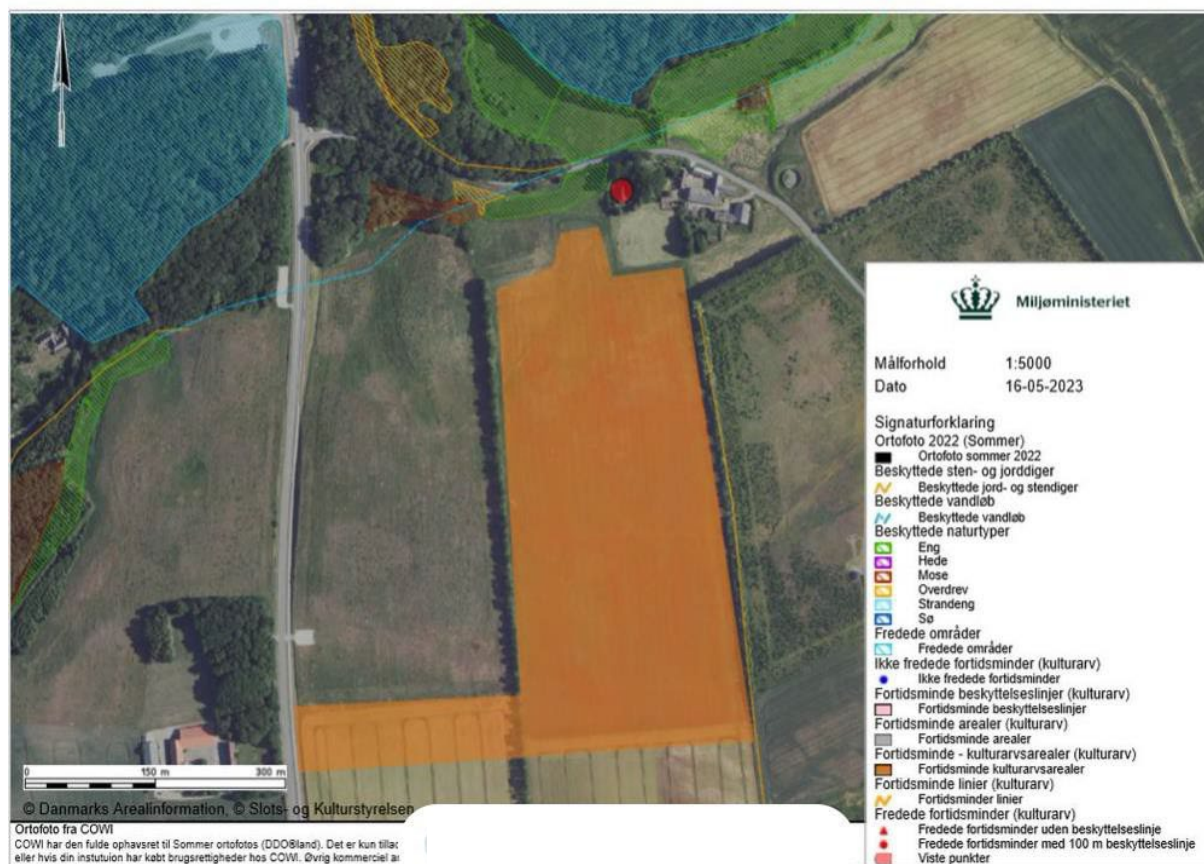 Miljøministeriet
Målforhold 1:5000
Dato 16-05-2023
Signaturforklaring
Ortofoto 2022 (Sommer)
Ortofoto sommer 2022
Beskyttede sten- og jorddiger
Beskyttede jord- og stendiger
Beskyttede vandløb
Beskyttede vandløb
Beskyttede naturtyper
Eng
Hede
Mose
Overdrev
Strandeng
Sø
Fredede områder
Fredede områder
Ikke fredede fortidsminder (kulturarv)
Ikke fredede fortidsminder
Fortidsminde beskyttelseslinjer (kulturarv)
Fortidsminde beskyttelseslinjer
Fortidsminde arealer (kulturarv)
Fortidsminde arealer
Fortidsminde - kulturarvsarealer (kulturarv)
Fortidsminde kulturarvsarealer
Fortidsminde linier (kulturarv)
Fortidsminder linier
Fredede fortidsminder (kulturarv)
Fredede fortidsminder uden beskyttelseslinje
Fredede fortidsminder med 100 m beskyttelseslinje
Viste punkter
0 150 m 300 m
© Danmarks Arealinformation, © Slots- og Kulturstyrelsen
Ortofoto fra COWI
COWI har den fulde ophavsret til Sommer ortofotos (DDO®land). Det er kun
eller hvis din instutuion har købt brugsrettigheder hos COWI. Øvrig kommerciel